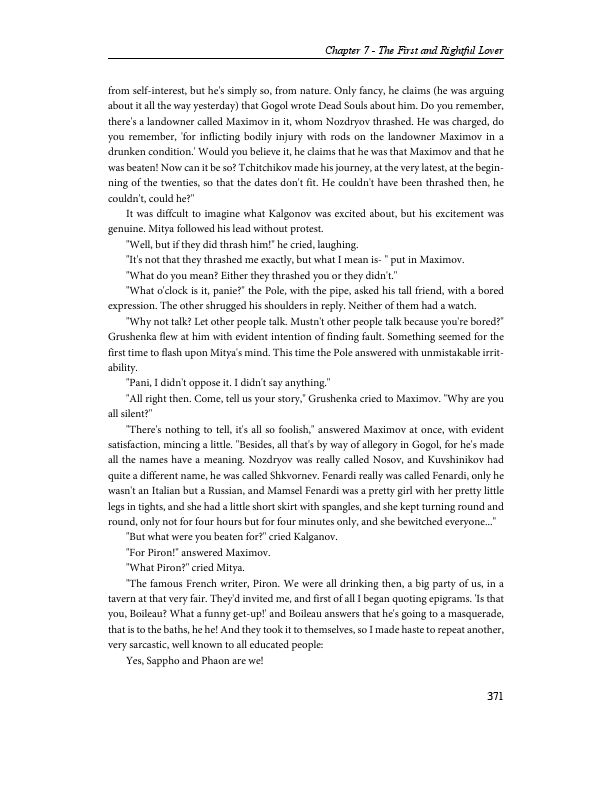 Chapter 7 - The First and Rightful Lover
from self-interest, but he's simply so, from nature. Only fancy, he claims (he was arguing
about it all the way yesterday) that Gogol wrote Dead Souls about him. Do you remember,
there's a landowner called Maximov in it, whom Nozdryov thrashed. He was charged, do
you remember, 'for inflicting bodily injury with rods on the landowner Maximov in a
drunken condition.' Would you believe it, he claims that he was that Maximov and that he
was beaten! Now can it be so? Tchitchikov made his journey, at the very latest, at the begin-
ning of the twenties, so that the dates don't fit. He couldn't have been thrashed then, he
couldn't, could he?"
It was diffcult to imagine what Kalgonov was excited about, but his excitement was
genuine. Mitya followed his lead without protest.
"Well, but if they did thrash him!" he cried, laughing.
"It's not that they thrashed me exactly, but what I mean is- " put in Maximov.
"What do you mean? Either they thrashed you or they didn't."
"What o'clock is it, panie?" the Pole, with the pipe, asked his tall friend, with a bored
expression. The other shrugged his shoulders in reply. Neither of them had a watch.
"Why not talk? Let other people talk. Mustn't other people talk because you're bored?"
Grushenka flew at him with evident intention of finding fault. Something seemed for the
first time to flash upon Mitya's mind. This time the Pole answered with unmistakable irrit-
ability.
"Pani, I didn't oppose it. I didn't say anything."
"All right then. Come, tell us your story," Grushenka cried to Maximov. "Why are you
all silent?"
"There's nothing to tell, it's all so foolish," answered Maximov at once, with evident
satisfaction, mincing a little. "Besides, all that's by way of allegory in Gogol, for he's made
all the names have a meaning. Nozdryov was really called Nosov, and Kuvshinikov had
quite a different name, he was called Shkvornev. Fenardi really was called Fenardi, only he
wasn't an Italian but a Russian, and Mamsel Fenardi was a pretty girl with her pretty little
legs in tights, and she had a little short skirt with spangles, and she kept turning round and
round, only not for four hours but for four minutes only, and she bewitched everyone..."
"But what were you beaten for?" cried Kalganov.
"For Piron!" answered Maximov.
"What Piron?" cried Mitya.
"The famous French writer, Piron. We were all drinking then, a big party of us, in a
tavern at that very fair. They'd invited me, and first of all I began quoting epigrams. 'Is that
you, Boileau? What a funny get-up!' and Boileau answers that he's going to a masquerade,
that is to the baths, he he! And they took it to themselves, so I made haste to repeat another,
very sarcastic, well known to all educated people:
Yes, Sappho and Phaon are we!
371